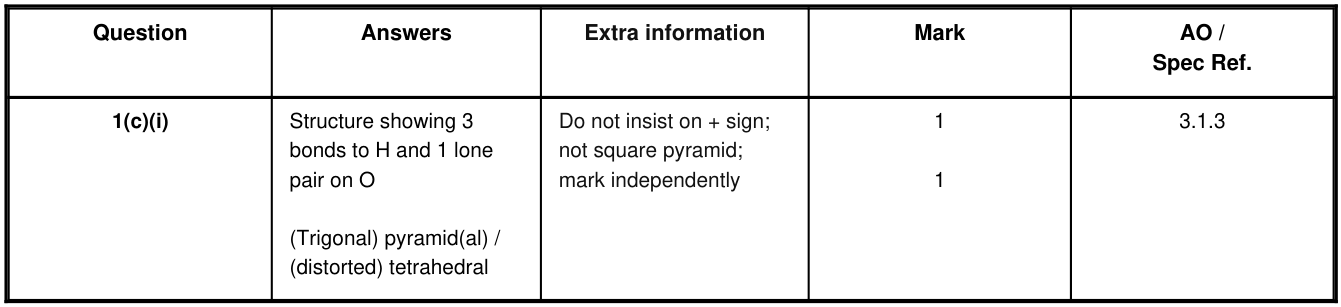 Question Answers Extra information Mark AO /
Spec Ref.
1(c)(i) Structure showing 3 Do not insist on + sign; 1 3.1.3
bonds to H and 1 lone not square pyramid;
pair on O mark independently 1
(Trigonal) pyramid(al) /
(distorted) tetrahedral